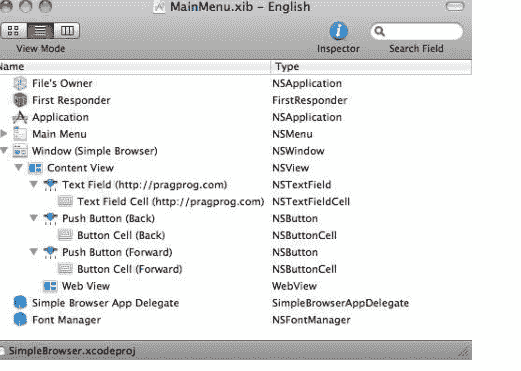 MainMenu.xib – English
View Mode
Inspector
Search Field
Name Type
File's Owner NSApplication
First Responder FirstResponder
Application NSApplication
Main Menu NSMenu
Window (Simple Browser) NSWindow
Content View NSView
Text Field (http://pragprog.com) NSTextField
Text Field Cell (http://pragprog.com) NSTextFieldCell
Push Button (Back) NSButton
Button Cell (Back) NSButtonCell
Push Button (Forward) NSButton
Button Cell (Forward) NSButtonCell
Web View WebView
Simple Browser App Delegate SimpleBrowserAppDelegate
Font Manager NSFontManager
SimpleBrowser.xcodeproj